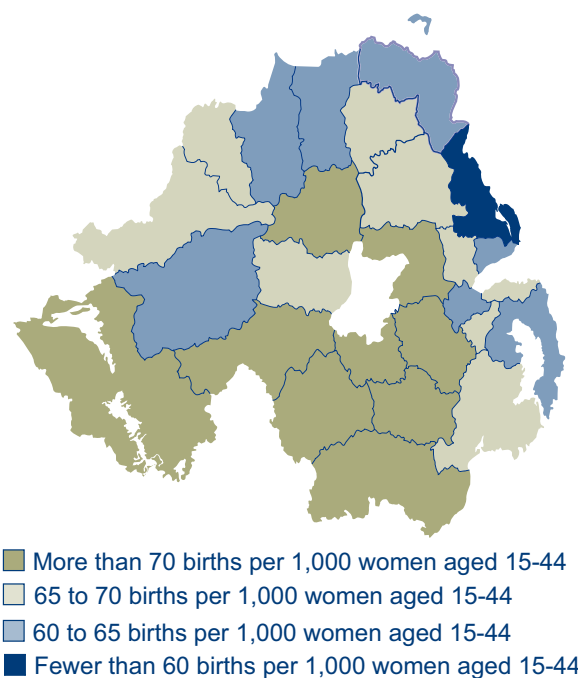 More than 70 births per 1,000 women aged 15-44
65 to 70 births per 1,000 women aged 15-44
60 to 65 births per 1,000 women aged 15-44
Fewer than 60 births per 1,000 women aged 15-44